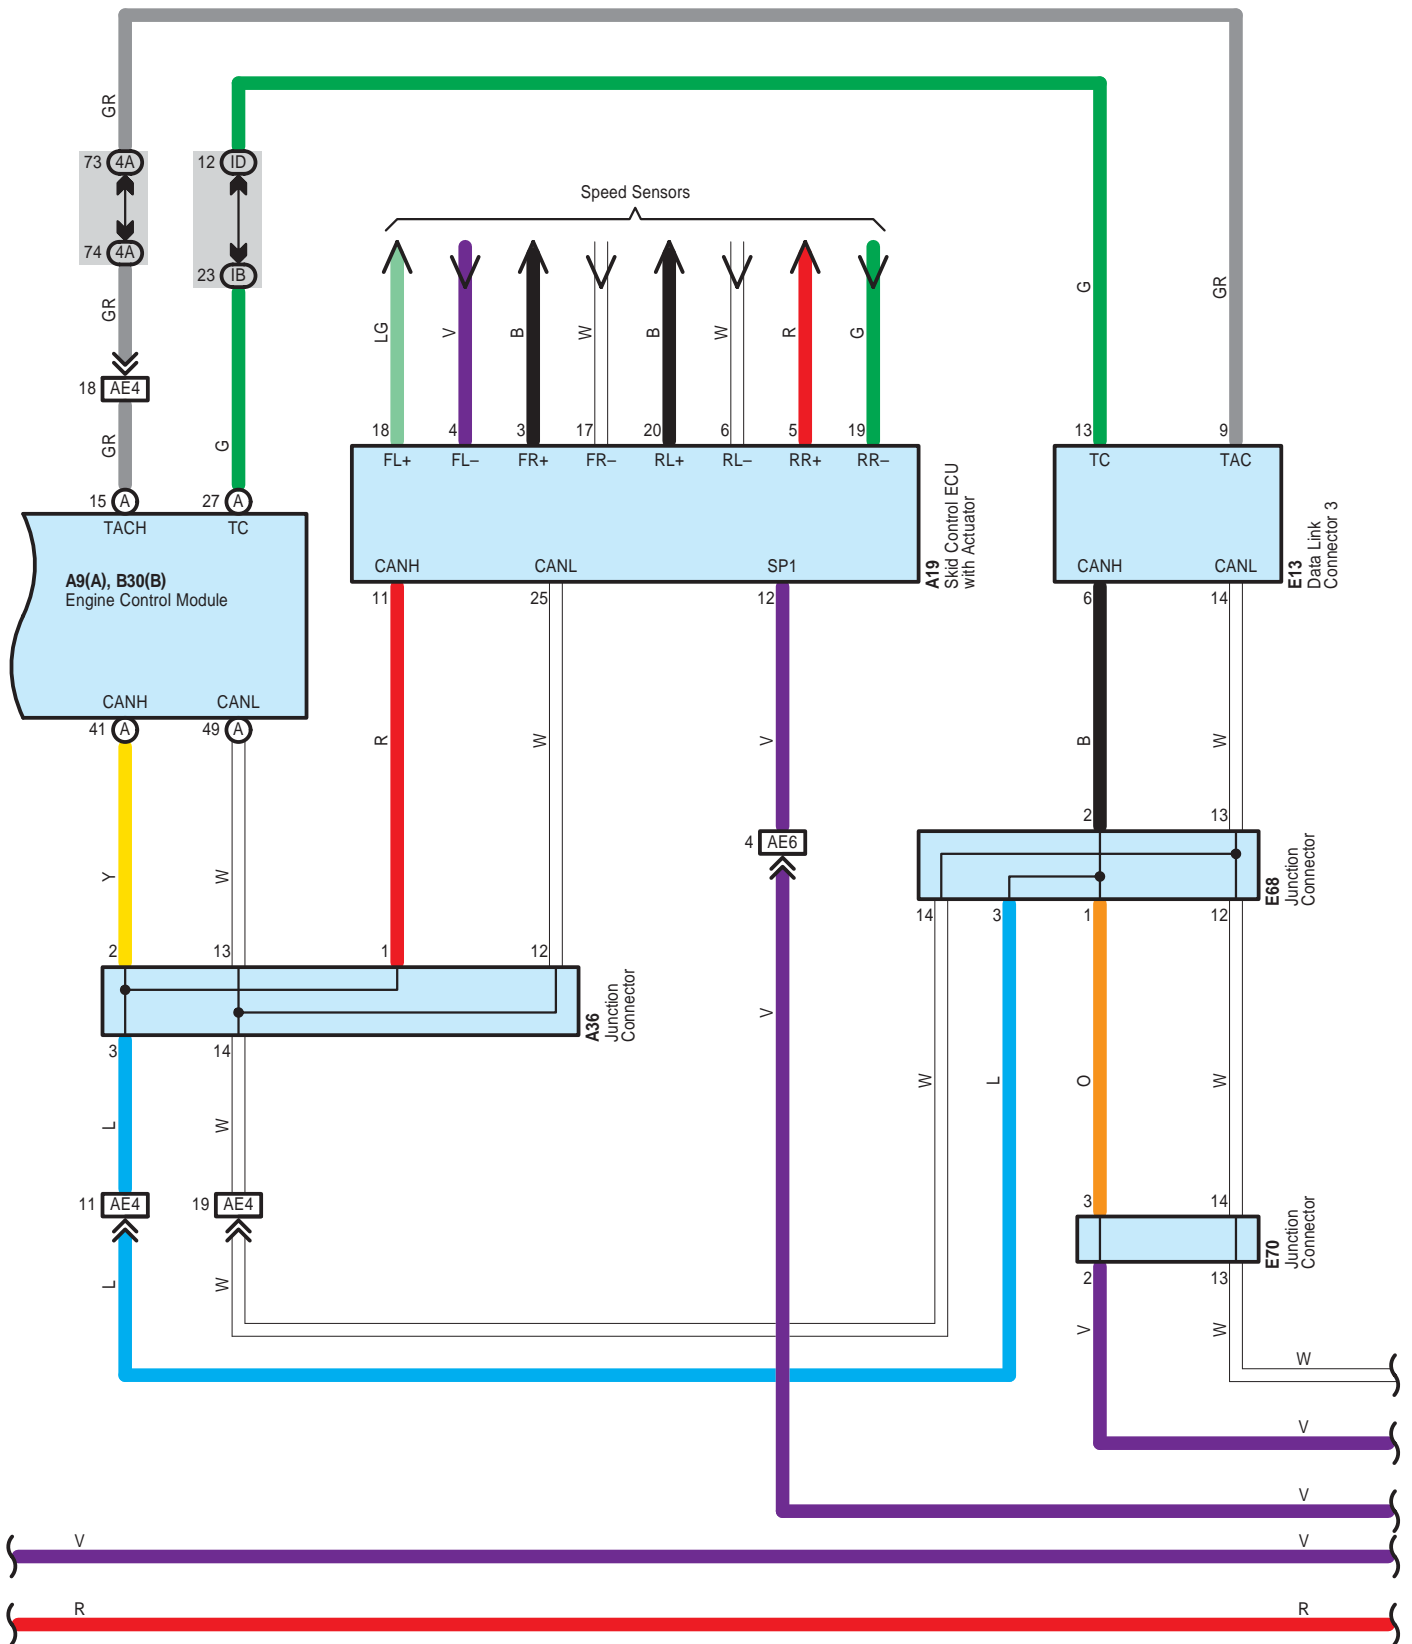 GR
73 4A
12 ID
Speed Sensors
74 4A
23 IB
GR
LG
V
B
W
B
W
R
G
G
GR
18 AE4
GR
G
18
4
3
17
20
6
5
19
13
9
FL+
FL–
FR+
FR–
RL+
RL–
RR+
RR–
TC
TAC
15 A
27 A
TACH
TC
A9(A), B30(B)
Engine Control Module
CANH
CANL
SP1
A19
Skid Control ECU
with Actuator
CANH
CANL
E13
Data Link
Connector 3
11
25
12
6
14
CANH
CANL
41 A
49 A
R
W
V
B
W
2
13
4 AE6
Y
W
E68
Junction
Connector
14
3
1
12
2
13
1
12
A36
Junction
Connector
V
3
14
W
L
O
W
L
W
11 AE4
19 AE4
3
14
E70
Junction
Connector
L
W
2
13
V
W
W
V
V
V
V
R
R